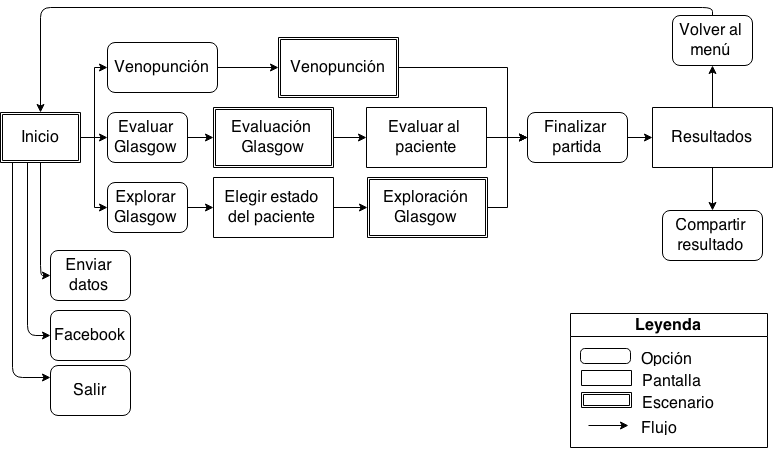 Volver al
menú
Venopunción
Venopunción
Inicio
Evaluar
Glasgow
Evaluación
Glasgow
Evaluar al
paciente
Finalizar
partida
Resultados
Explorar
Glasgow
Elegir estado
del paciente
Exploración
Glasgow
Compartir
resultado
Enviar
datos
Facebook
Salir
Leyenda
Opción
Pantalla
Escenario
Flujo